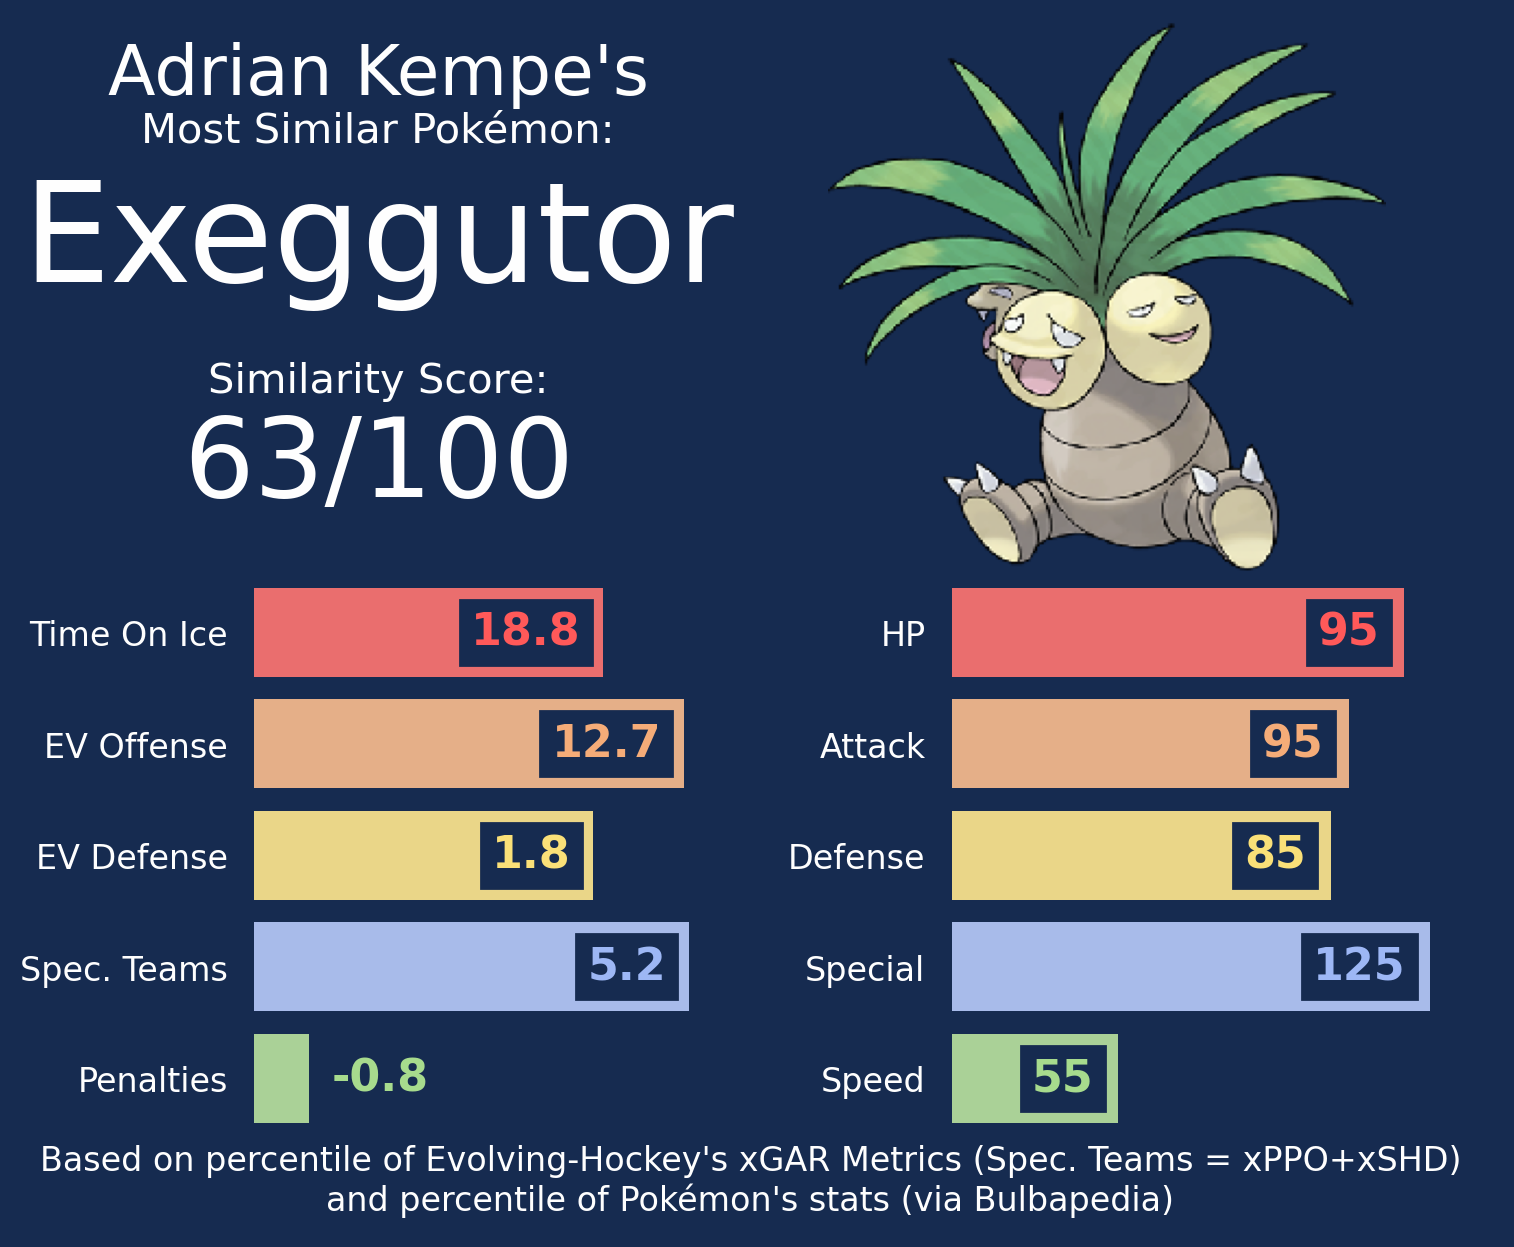 Adrian Kempe's
Most Similar Pokémon:
Exeggutor
Similarity Score:
63/100
Time On Ice 18.8
EV Offense 12.7
EV Defense 1.8
Spec. Teams 5.2
Penalties -0.8
HP 95
Attack 95
Defense 85
Special 125
Speed 55
Based on percentile of Evolving-Hockey's xGAR Metrics (Spec. Teams = xPPO+xSHD)
and percentile of Pokémon's stats (via Bulbapedia)